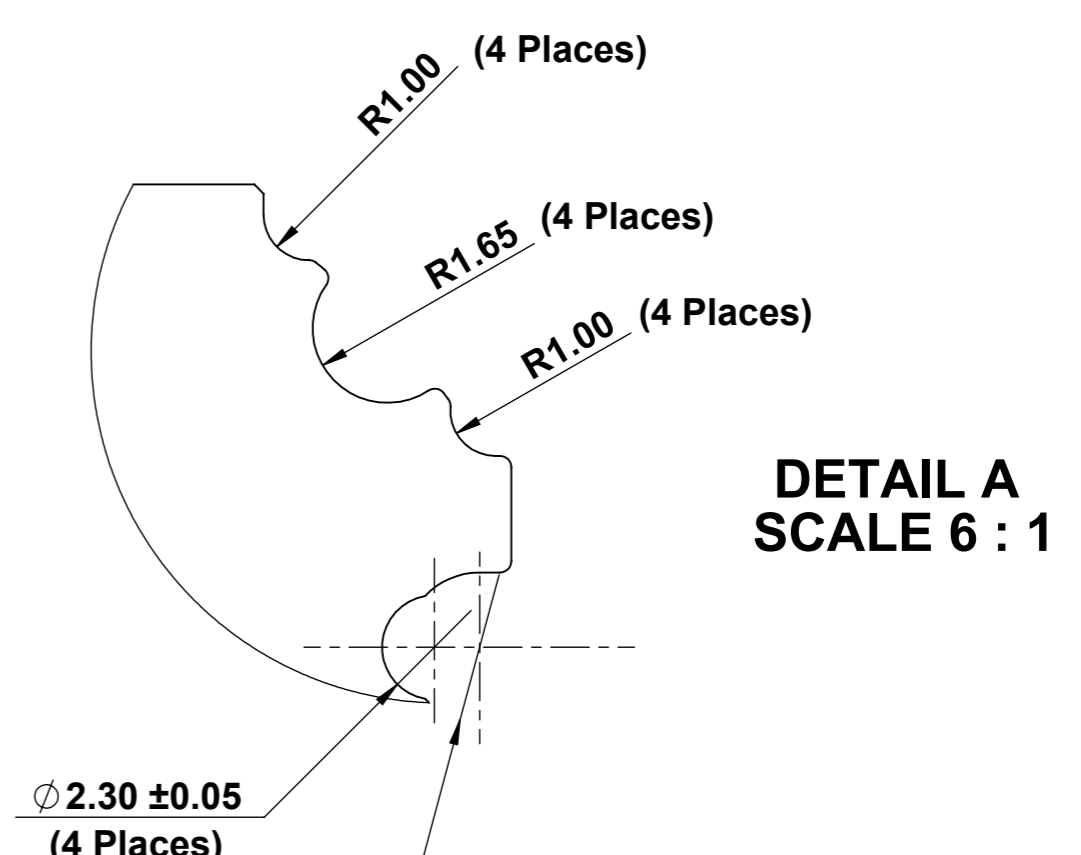 R1.00 (4 Places)
R1.65 (4 Places)
R1.00 (4 Places)
DETAIL A
SCALE 6 : 1
∅2.30 ±0.05
(4 Places)